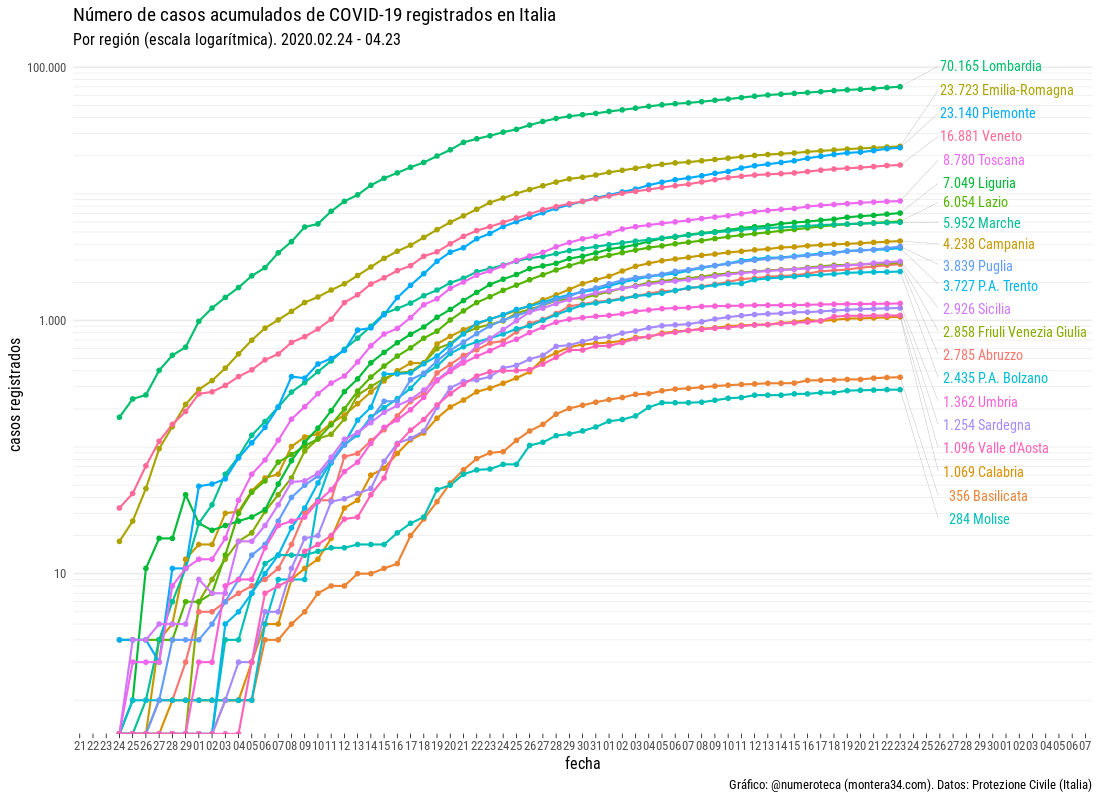 Número de casos acumulados de COVID-19 registrados en Italia
Por región (escala logarítmica). 2020.02.24 - 04.23
100.000
1.000
10
casos registrados
70.165 Lombardia
23.723 Emilia-Romagna
23.140 Piemonte
16.881 Veneto
8.780 Toscana
7.049 Liguria
6.054 Lazio
5.952 Marche
4.238 Campania
3.839 Puglia
3.727 P.A. Trento
2.926 Sicilia
2.858 Friuli Venezia Giulia
2.785 Abruzzo
2.435 P.A. Bolzano
1.362 Umbria
1.254 Sardegna
1.096 Valle d'Aosta
1.069 Calabria
356 Basilicata
284 Molise
21 22 23 24 25 26 27 28 29 01 02 03 04 05 06 07 08 09 10 11 12 13 14 15 16 17 18 19 20 21 22 23 24 25 26 27 28 29 30 31 01 02 03 04 05 06 07 08 09 10 11 12 13 14 15 16 17 18 19 20 21 22 23 24 25 26 27 28 29 30 01 02 03 04 05 06 07
fecha
Gráfico: @numeroteca (montera34.com). Datos: Protezione Civile (Italia)